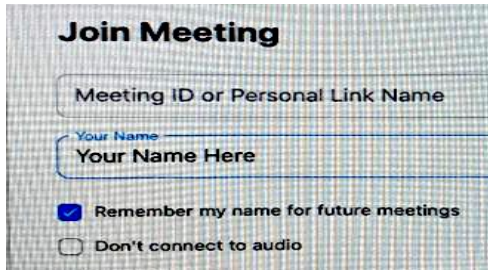 Join Meeting
Meeting ID or Personal Link Name
Your Name
Your Name Here
Remember my name for future meetings
Don't connect to audio